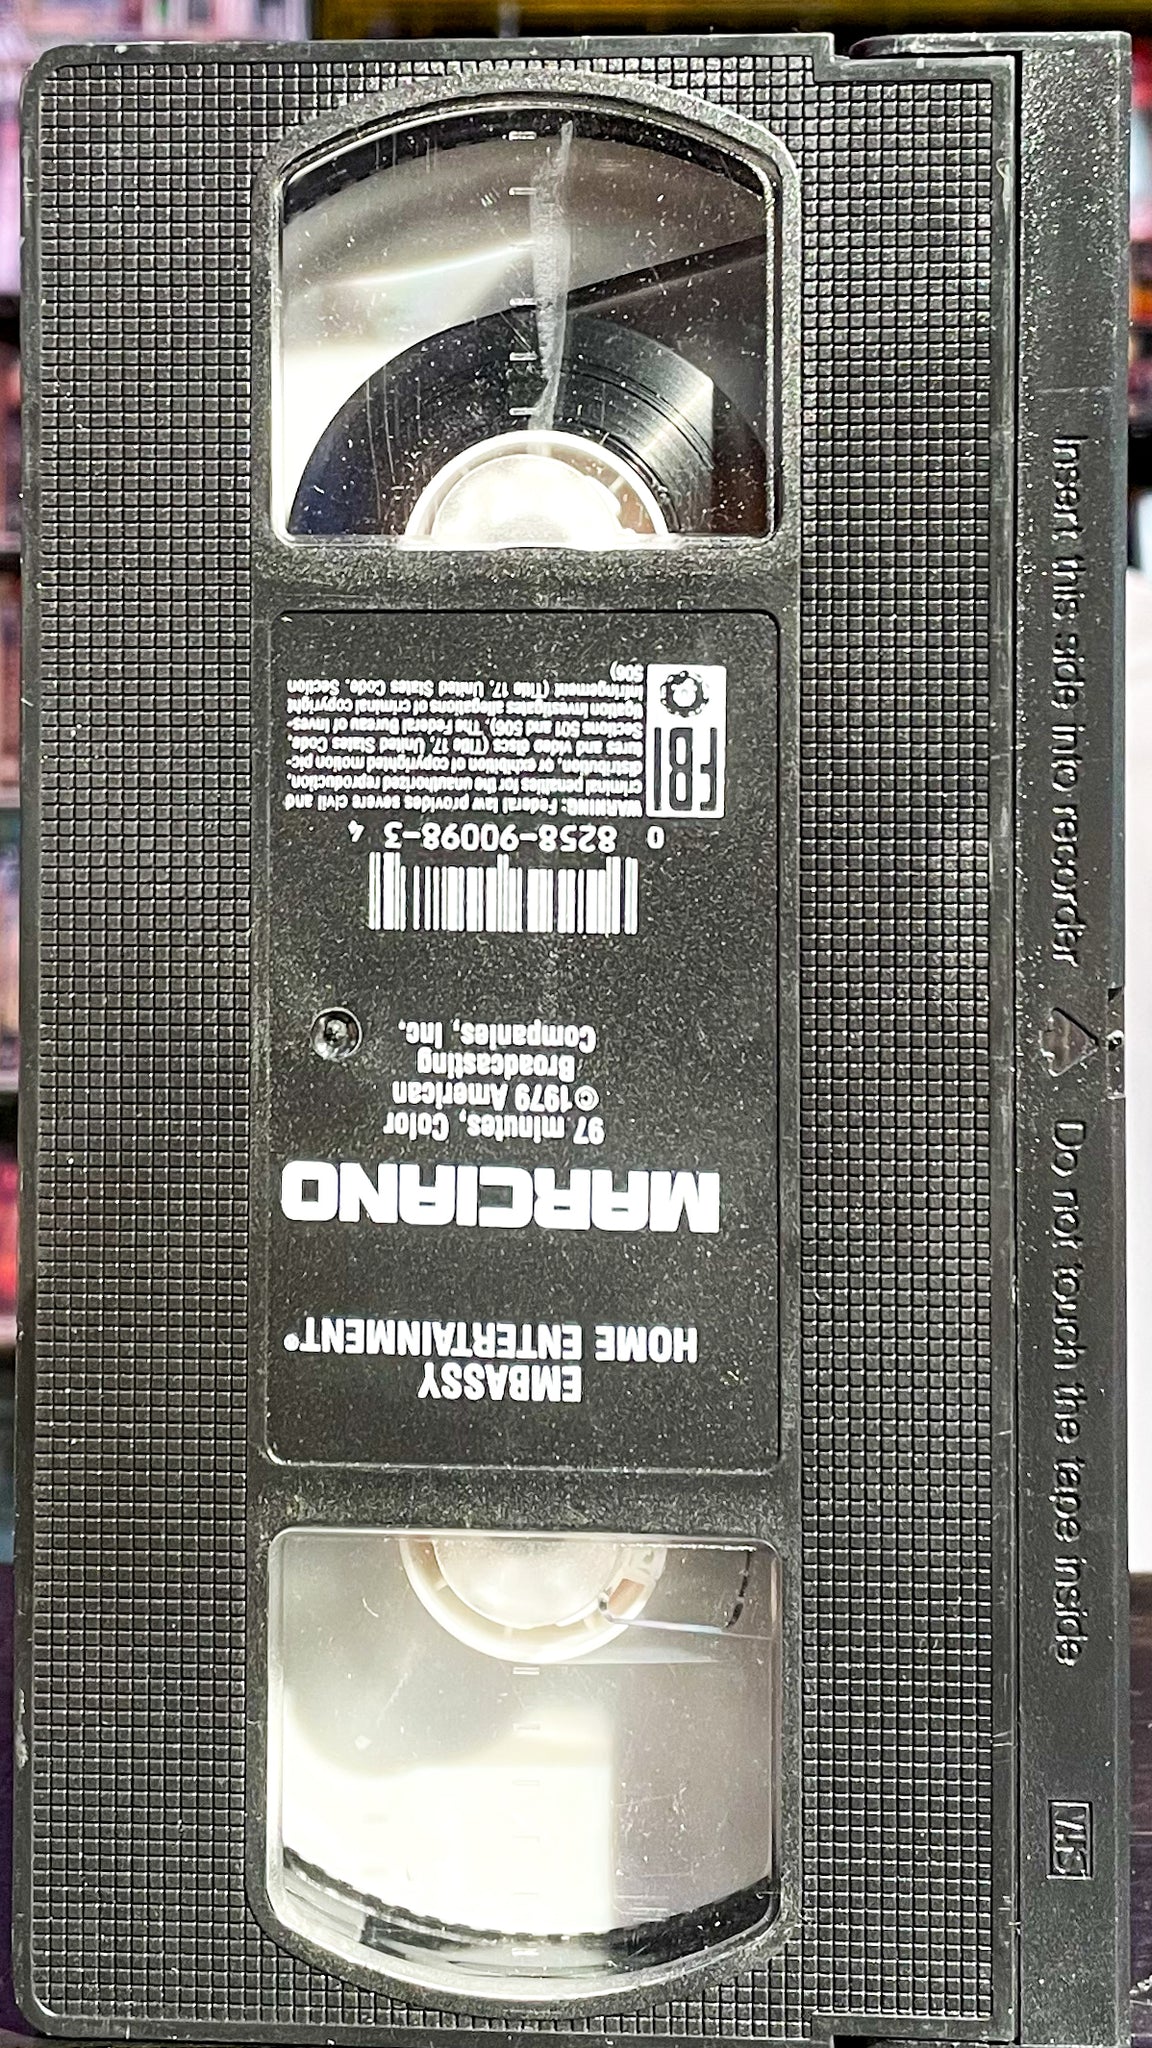 EMBASSY
HOME ENTERTAINMENT®
MARCIANO
97 minutes, Color
©1979 American
Broadcasting
Companies, Inc.
0 8258-90098-3 4
FBI
WARNING: Federal law provides severe civil and
criminal penalties for the unauthorized reproduction,
distribution, or exhibition of copyrighted motion pic-
tures and video discs (Title 17, United States Code,
Sections 501 and 506). The Federal Bureau of Inves-
tigation investigates allegations of criminal copyright
infringement (Title 17, United States Code, Section
506)
Insert this side into recorder
Do not touch the tape inside
VHS